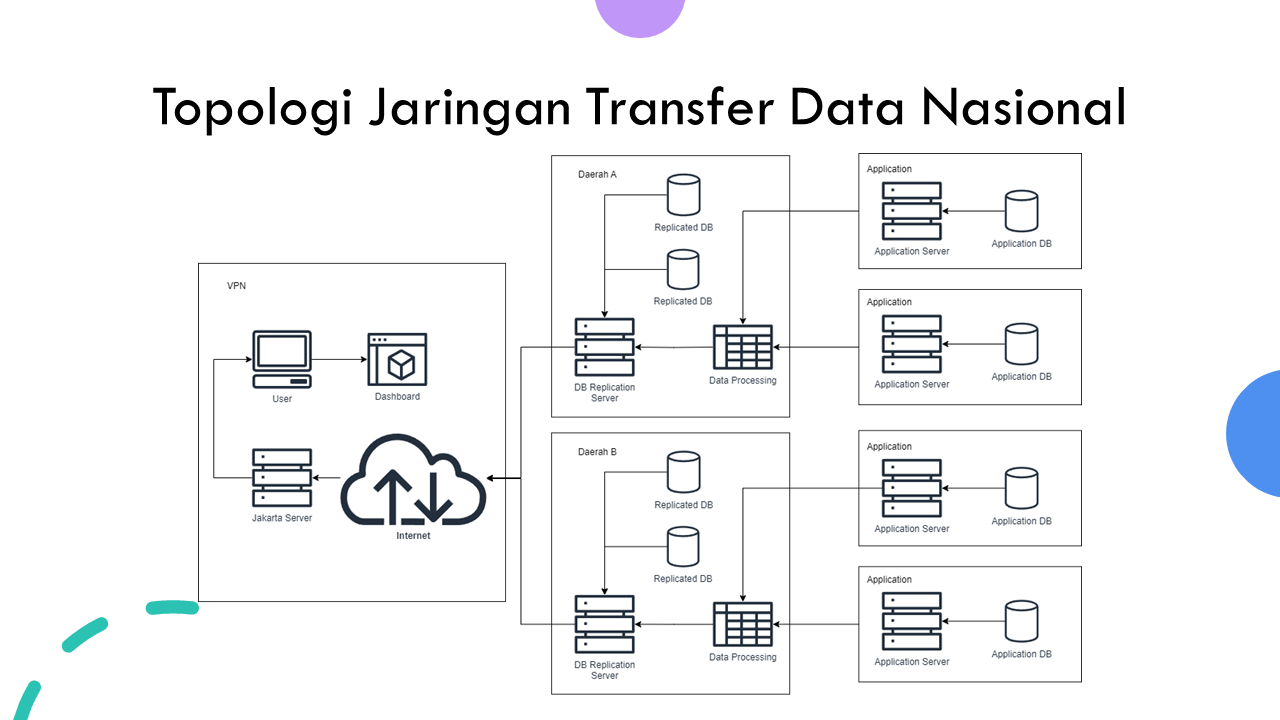 Topologi Jaringan Transfer Data Nasional
VPN
User
Dashboard
Jakarta Server
Internet
Daerah A
Replicated DB
Replicated DB
DB Replication
Server
Data Processing
Daerah B
Replicated DB
Replicated DB
DB Replication
Server
Data Processing
Application
Application Server
Application DB
Application
Application Server
Application DB
Application
Application Server
Application DB
Application
Application Server
Application DB